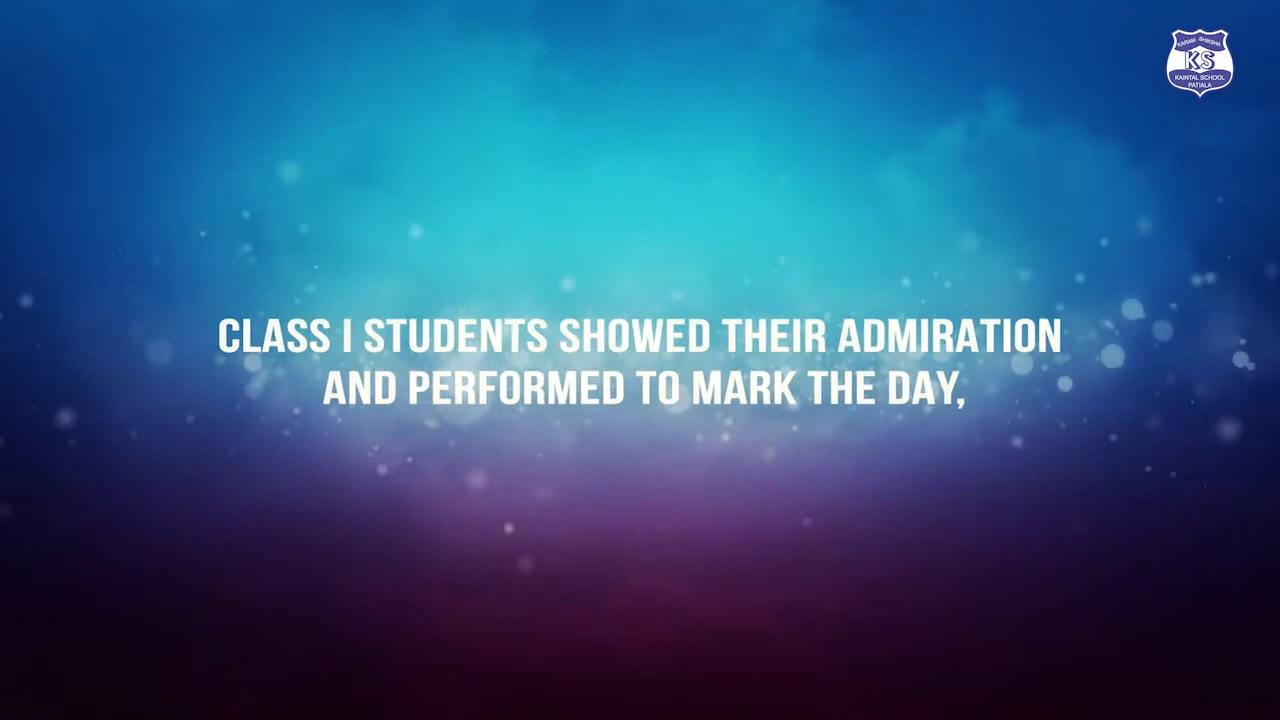 KARAM SHIKSHA
KS
KAINTAL SCHOOL
PATIALA
CLASS I STUDENTS SHOWED THEIR ADMIRATION
AND PERFORMED TO MARK THE DAY,